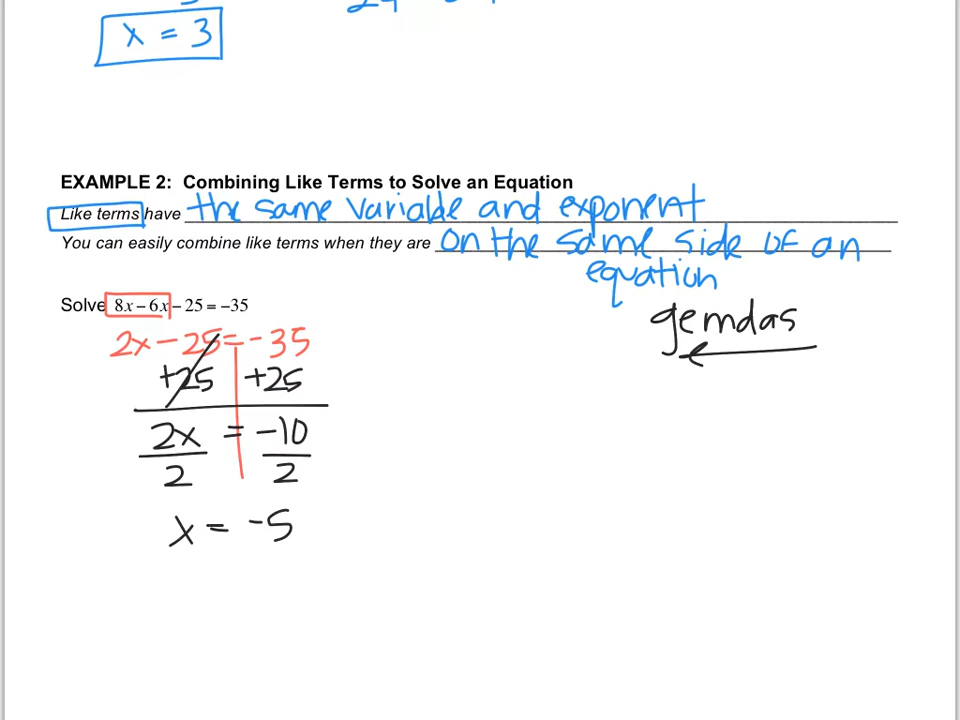 x = 3
EXAMPLE 2: Combining Like Terms to Solve an Equation
Like terms have the same variable and exponent
You can easily combine like terms when they are on the same side of an
equation
Solve 8x – 6x – 25 = –35
gemdas
2x - 25 = -35
+25 +25
2x = -10
2 2
x = -5